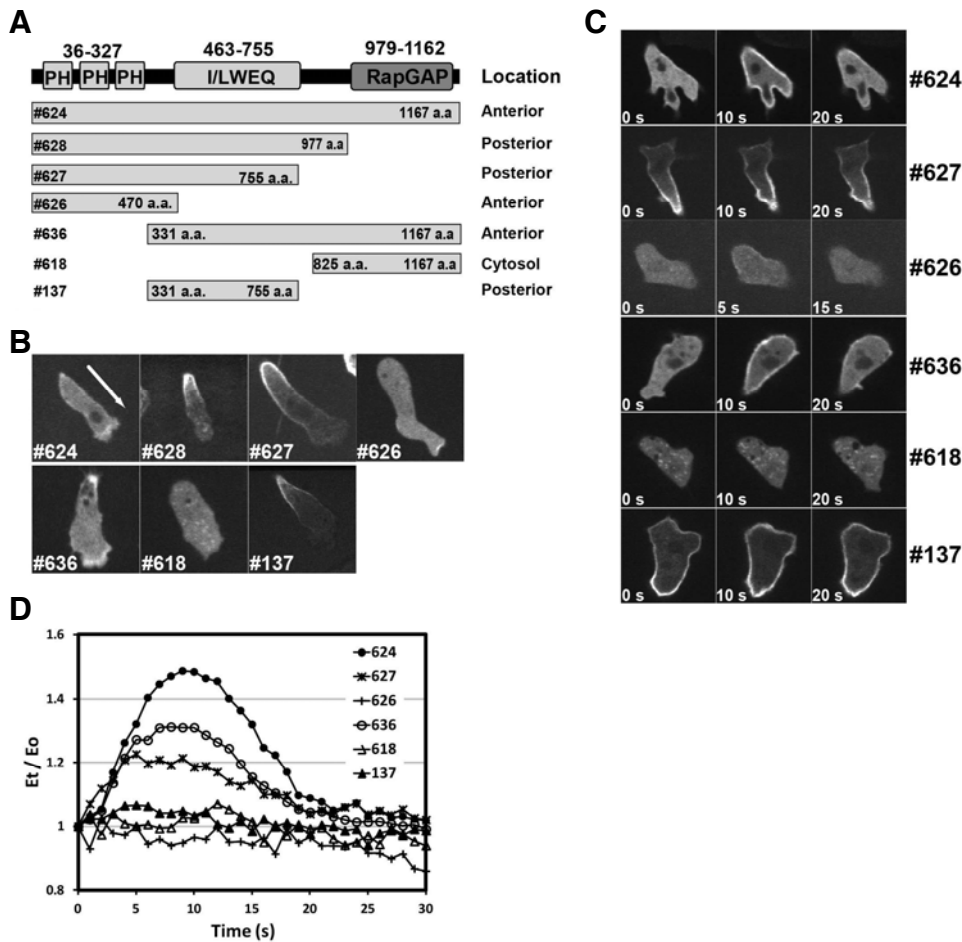 A
36-327 463-755 979-1162
PH PH PH I/LWEQ RapGAP Location
#624 1167 a.a Anterior
#628 977 a.a Posterior
#627 755 a.a. Posterior
#626 470 a.a. Anterior
#636 331 a.a. 1167 a.a Anterior
#618 825 a.a. 1167 a.a Cytosol
#137 331 a.a. 755 a.a. Posterior
B
#624 #628 #627 #626
#636 #618 #137
C
0 s 10 s 20 s #624
0 s 10 s 20 s #627
0 s 5 s 15 s #626
0 s 10 s 20 s #636
0 s 10 s 20 s #618
0 s 10 s 20 s #137
D
Et / Eo
1.6
1.4
1.2
1
0.8
624
627
626
636
618
137
0 5 10 15 20 25 30
Time (s)